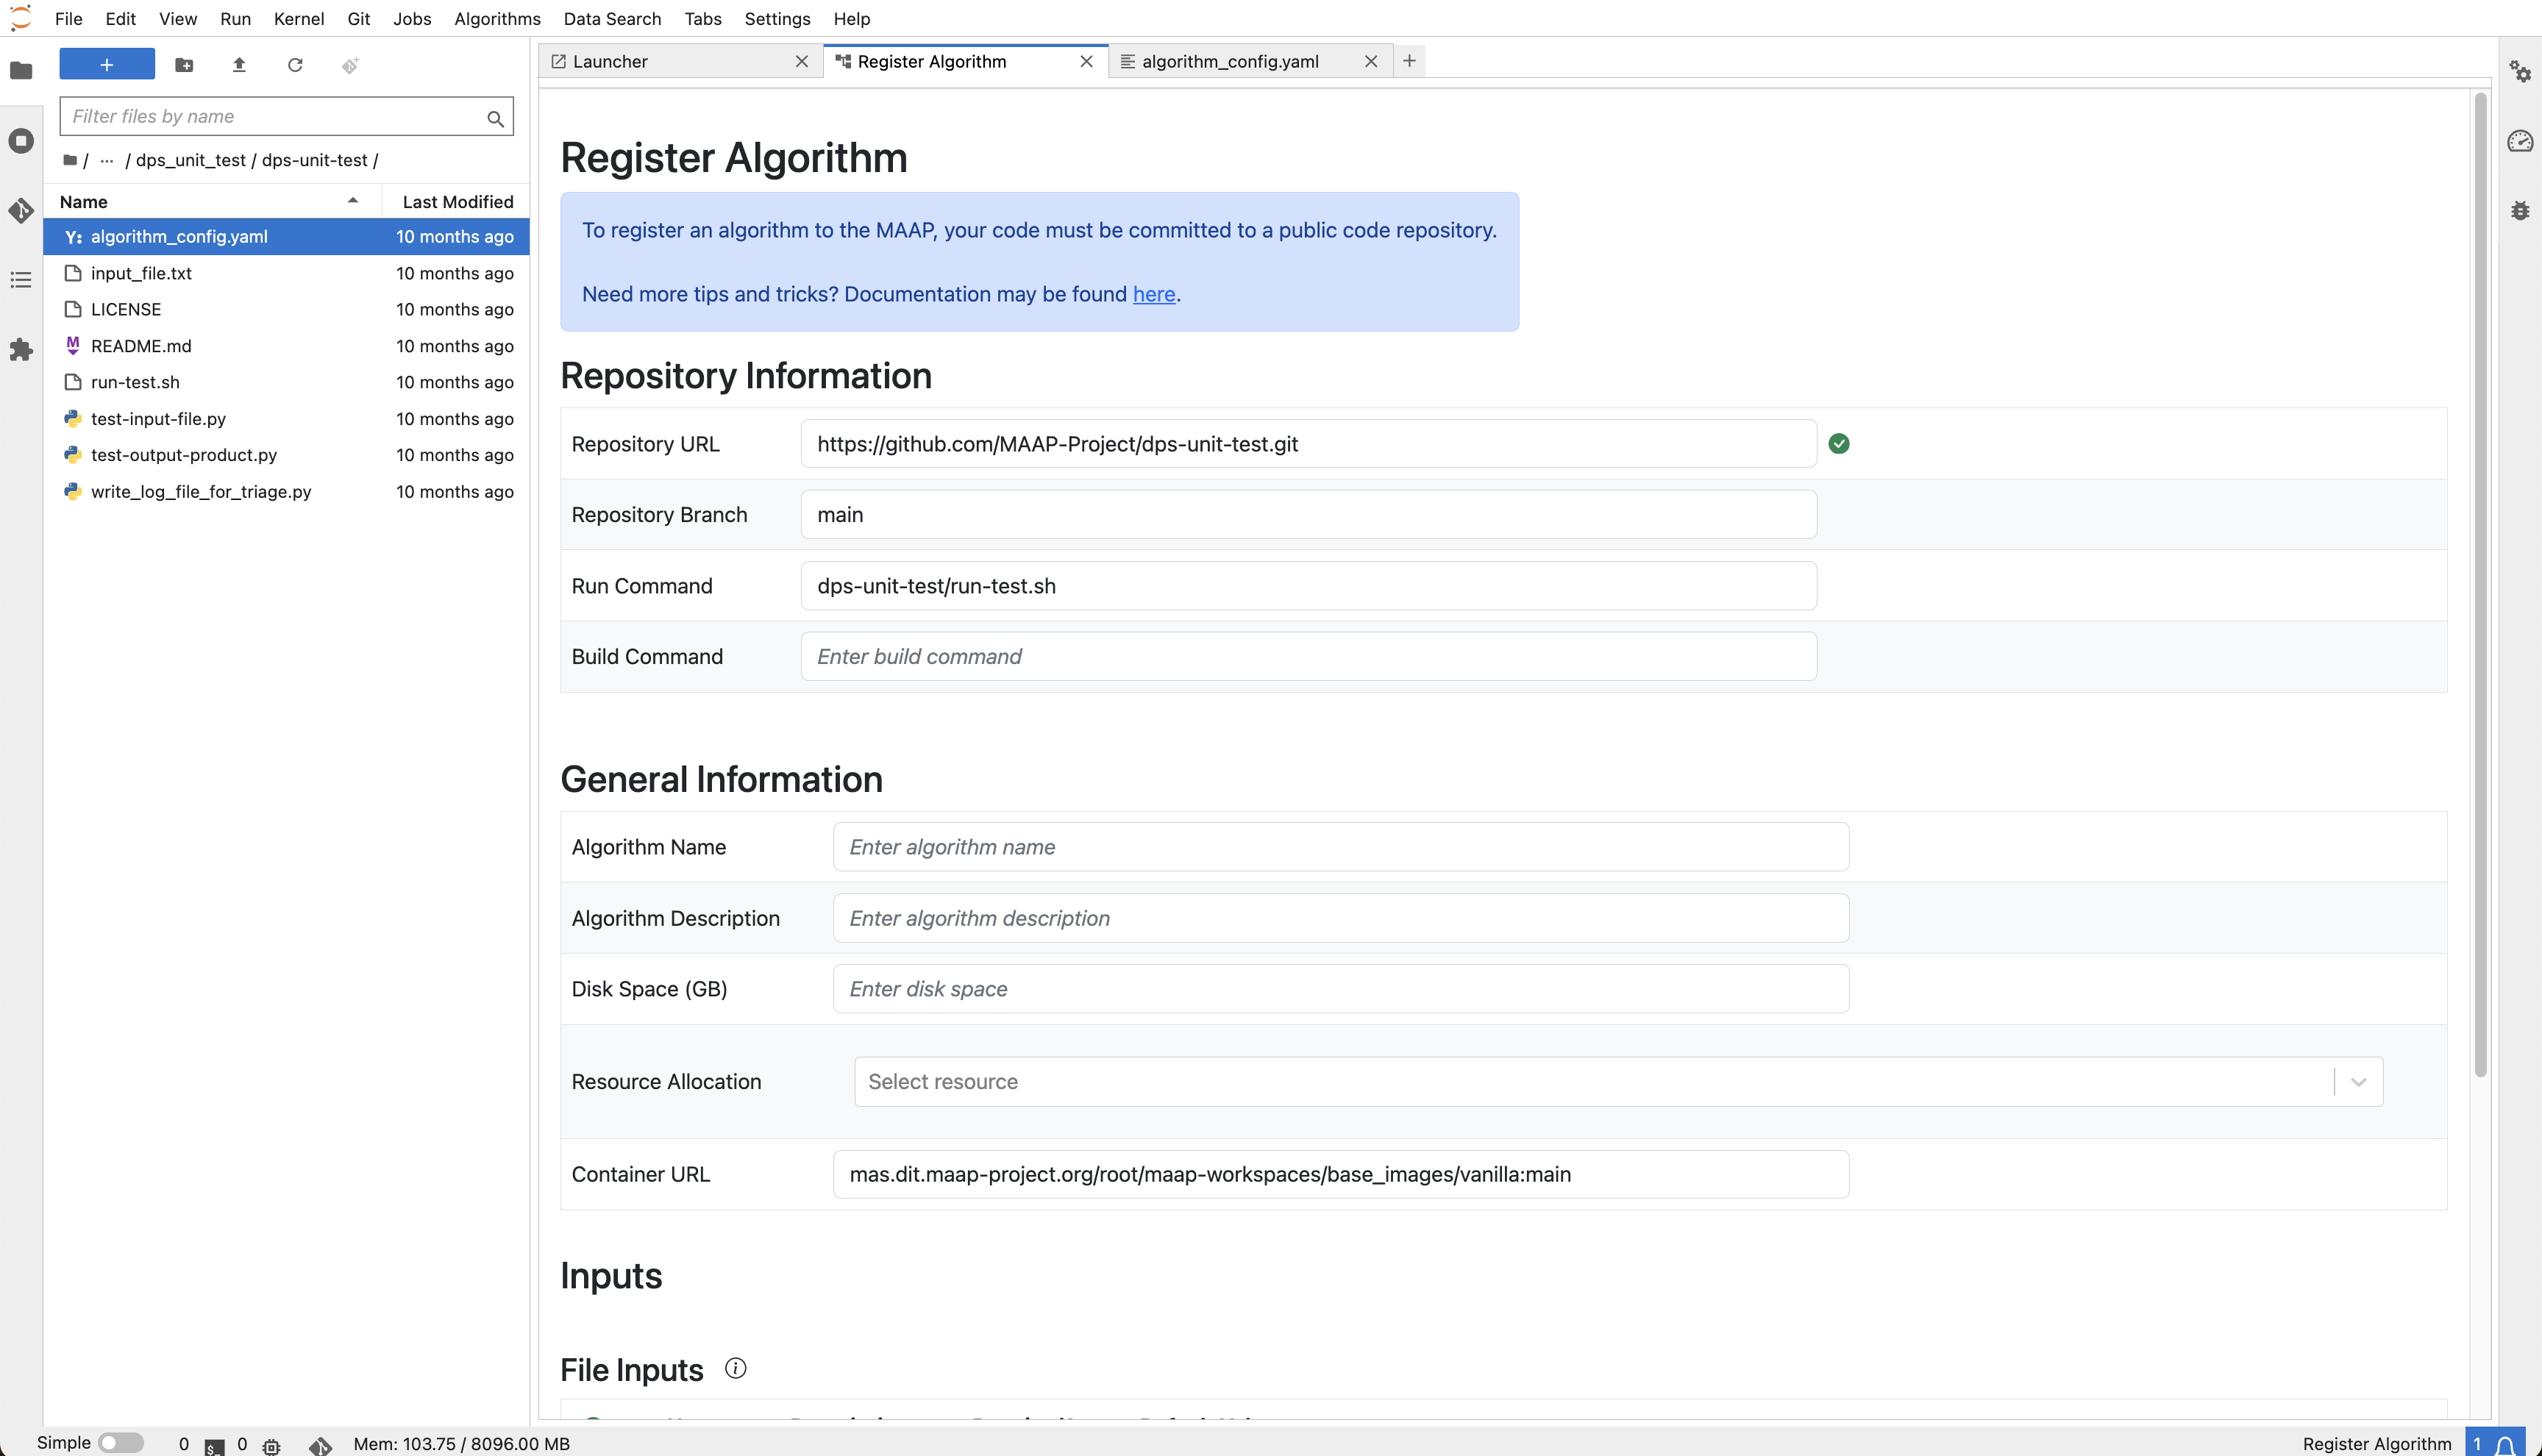 File Edit View Run Kernel Git Jobs Algorithms Data Search Tabs Settings Help
+
Filter files by name
/ ... / dps_unit_test / dps-unit-test /
Name Last Modified
Y: algorithm_config.yaml 10 months ago
input_file.txt 10 months ago
LICENSE 10 months ago
M README.md 10 months ago
run-test.sh 10 months ago
test-input-file.py 10 months ago
test-output-product.py 10 months ago
write_log_file_for_triage.py 10 months ago
Launcher Register Algorithm algorithm_config.yaml +
Register Algorithm
To register an algorithm to the MAAP, your code must be committed to a public code repository.
Need more tips and tricks? Documentation may be found here.
Repository Information
Repository URL https://github.com/MAAP-Project/dps-unit-test.git
Repository Branch main
Run Command dps-unit-test/run-test.sh
Build Command Enter build command
General Information
Algorithm Name Enter algorithm name
Algorithm Description Enter algorithm description
Disk Space (GB) Enter disk space
Resource Allocation Select resource
Container URL mas.dit.maap-project.org/root/maap-workspaces/base_images/vanilla:main
Inputs
File Inputs
Simple 0 $_ 0 Mem: 103.75 / 8096.00 MB Register Algorithm 1